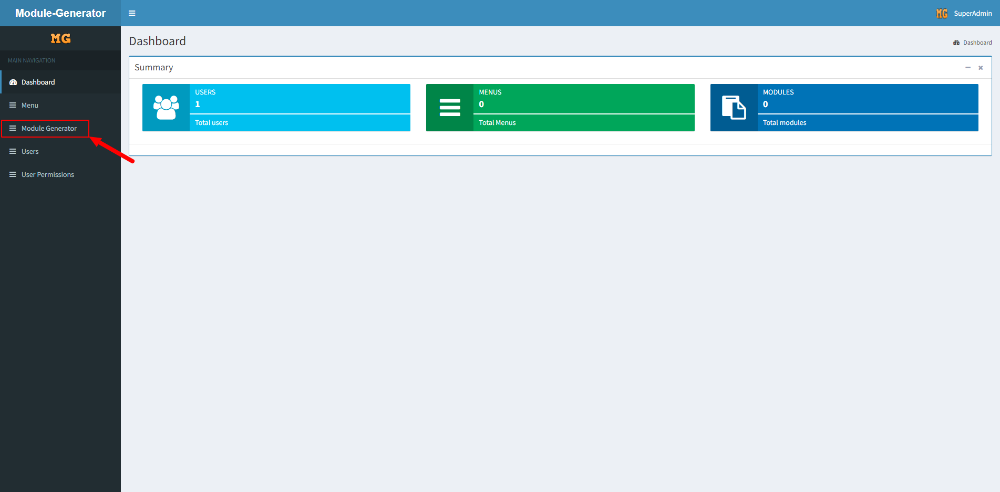 Module-Generator
MG SuperAdmin
MG
MAIN NAVIGATION
Dashboard
Menu
Module Generator
Users
User Permissions
Dashboard
Dashboard
Summary
USERS
1
Total users
MENUS
0
Total Menus
MODULES
0
Total modules